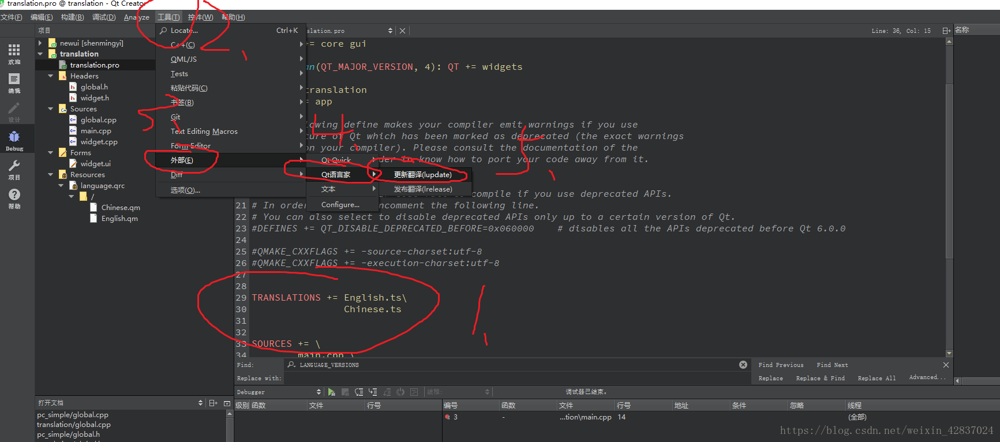 translation.pro @ translation - Qt Creator
文件(F) 编辑(E) 构建(B) 调试(D) Analyze 工具(T) 控件(W) 帮助(H)
项目
newui [shenmingyi]
translation
translation.pro
Headers
global.h
widget.h
Sources
global.cpp
main.cpp
widget.cpp
Forms
widget.ui
Resources
language.qrc
/
Chinese.qm
English.qm
欢迎
编辑
设计
Debug
项目
帮助
Locate... Ctrl+K
C++(C)
QML/JS
Tests
粘贴代码(C)
书签(B)
Git
Text Editing Macros
Form Editor
外部(E)
Diff
选项(O)...
Qt Quick
Qt语言家
文本
Configure...
更新翻译(lupdate)
发布翻译(lrelease)
slation.pro
Line: 36, Col: 15
名称
+= core gui
an(QT_MAJOR_VERSION, 4): QT += widgets
translation
= app
lowing define makes your compiler emit warnings if you use
ture of Qt which has been marked as deprecated (the exact warnings
on your compiler). Please consult the documentation of the
der to know how to port your code away from it.
compile if you use deprecated APIs.
21 # In order uncomment the following line.
22 # You can also select to disable deprecated APIs only up to a certain version of Qt.
23 #DEFINES += QT_DISABLE_DEPRECATED_BEFORE=0x060000 # disables all the APIs deprecated before Qt 6.0.0
24
25 #QMAKE_CXXFLAGS += -source-charset:utf-8
26 #QMAKE_CXXFLAGS += -execution-charset:utf-8
27
28
29 TRANSLATIONS += English.ts\
30 Chinese.ts
31
32
33 SOURCES += \
34 main.cpp \
Find: LANGUAGE_VERSIONS Find Previous Find Next
Replace with: Replace Replace & Find Replace All Advanced...
Debugger 线程: 调试器已结束。
级别 函数 文件 行号 编号 函数 文件 行号 地址 条件 忽略 线程
3 - ...tion\main.cpp 14 (全部)
打开文档
pc_simple/global.cpp
translation/global.cpp
pc_simple/global.h
https://blog.csdn.net/weixin_42837024
2、
3、
4、
5、
1、